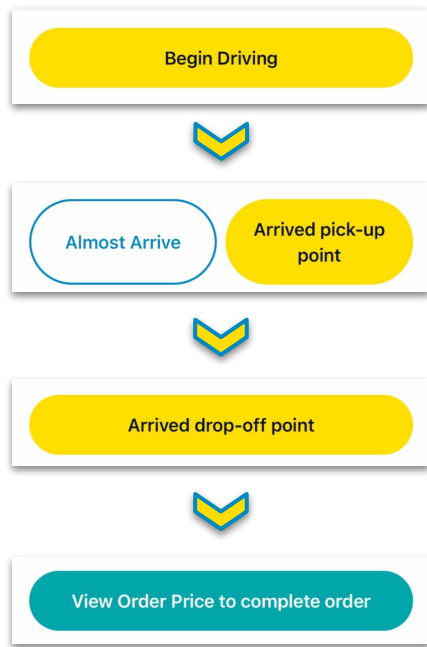 Begin Driving
Almost Arrive
Arrived pick-up
point
Arrived drop-off point
View Order Price to complete order